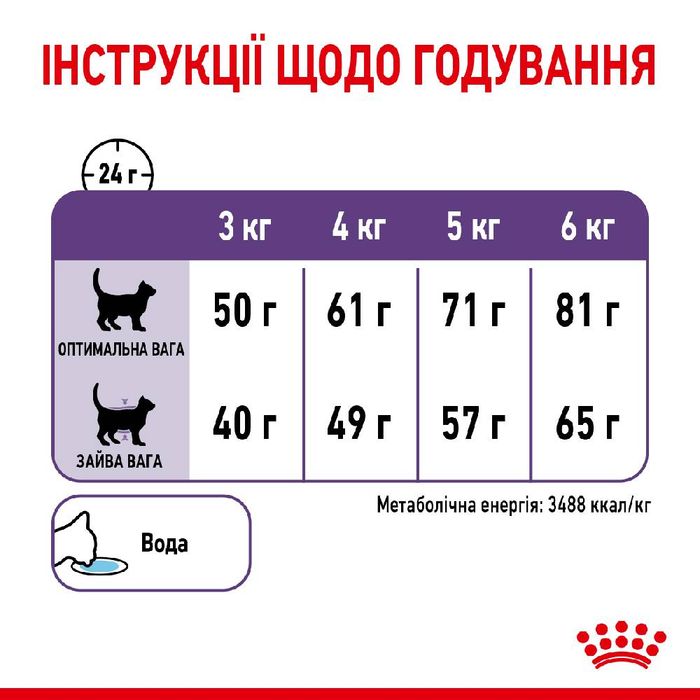 ІНСТРУКЦІЇ ЩОДО ГОДУВАННЯ
24 г
3 кг 4 кг 5 кг 6 кг
50 г 61 г 71 г 81 г
ОПТИМАЛЬНА ВАГА
40 г 49 г 57 г 65 г
ЗАЙВА ВАГА
Метаболічна енергія: 3488 ккал/кг
Вода